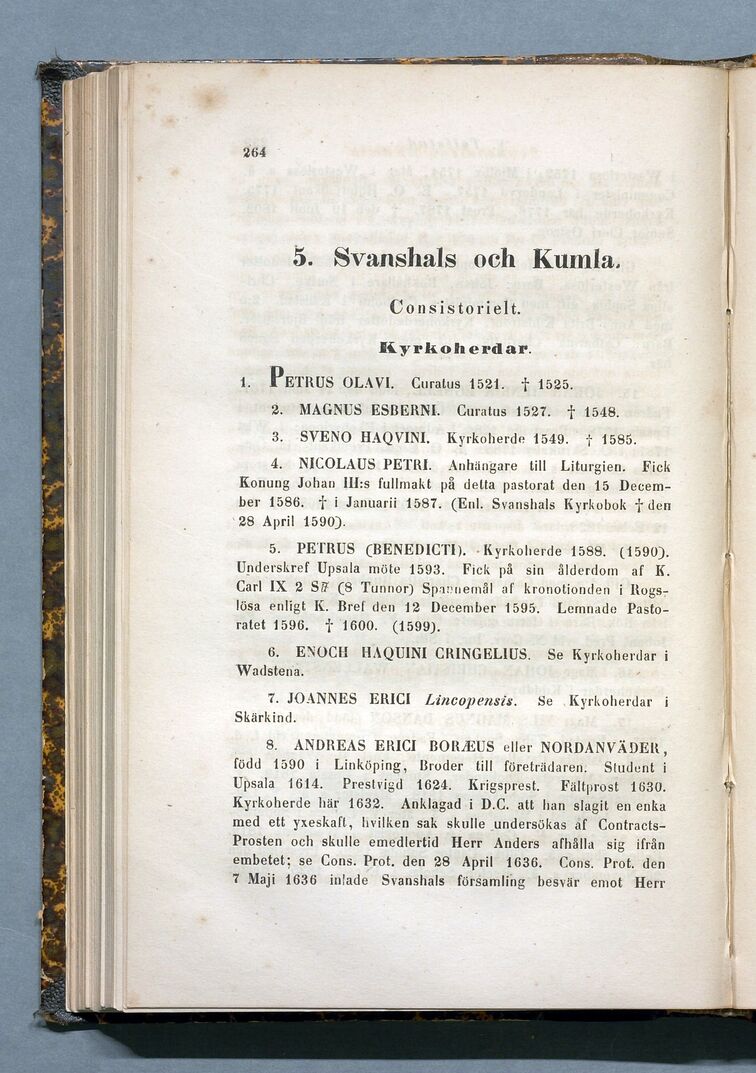 264
5. Svanshals och Kumla.
Consistorielt.
Kyrkoherdar.
1. PETRUS OLAVI. Curatus 1521. † 1525.
2. MAGNUS ESBERNI. Curatus 1527. † 1548.
3. SVENO HAQVINI. Kyrkoherde 1549. † 1585.
4. NICOLAUS PETRI. Anhängare till Liturgien. Fick
Konung Johan III:s fullmakt på detta pastorat den 15 Decem-
ber 1586. † i Januarii 1587. (Enl. Svanshals Kyrkobok † den
28 April 1590).
5. PETRUS (BENEDICTI). Kyrkoherde 1588. (1590).
Underskref Upsala möte 1593. Fick på sin ålderdom af K.
Carl IX 2 (8 Tunnor) Spannemål af kronotionden i Rogs-
lösa enligt K. Bref den 12 December 1595. Lemnade Pasto-
ratet 1596. † 1600. (1599).
6. ENOCH HAQUINI CRINGELIUS. Se Kyrkoherdar i
Wadstena.
7. JOANNES ERICI Lincopensis. Se Kyrkoherdar i
Skärkind.
8. ANDREAS ERICI BORÆUS eller NORDANVÄDER,
född 1590 i Linköping, Broder till företrädaren. Student i
Upsala 1614. Prestvigd 1624. Krigsprest. Fältprost 1630.
Kyrkoherde här 1632. Anklagad i D.C. att han slagit en enka
med ett yxeskaft, hvilken sak skulle undersökas af Contracts-
Prosten och skulle emedlertid Herr Anders afhålla sig ifrån
embetet; se Cons. Prot. den 28 April 1636. Cons. Prot. den
7 Maji 1636 inlade Svanshals församling besvär emot Herr